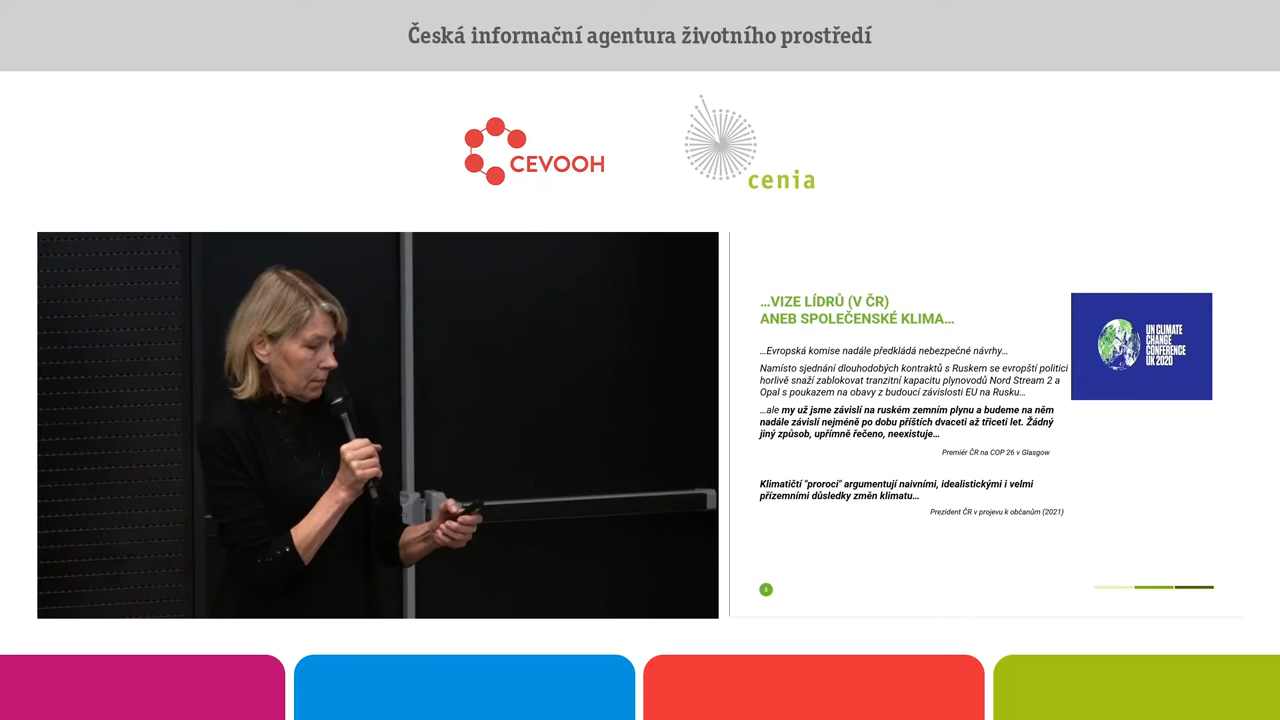 Česká informační agentura životního prostředí
CEVOOH
cenia
...VIZE LÍDRŮ (V ČR)
ANEB SPOLEČENSKÉ KLIMA...
...Evropská komise nadále předkládá nebezpečné návrhy...
Namísto sjednání dlouhodobých kontraktů s Ruskem se evropští politici
horlivě snaží zablokovat tranzitní kapacitu plynovodů Nord Stream 2 a
Opal s poukazem na obavy z budoucí závislosti EU na Rusku...
...ale my už jsme závislí na ruském zemním plynu a budeme na něm
nadále závislí nejméně po dobu příštích dvaceti až třiceti let. Žádný
jiný způsob, upřímně řečeno, neexistuje...
Premiér ČR na COP 26 v Glasgow
Klimatičtí "proroci" argumentují naivními, idealistickými i velmi
přízemními důsledky změn klimatu...
Prezident ČR v projevu k občanům (2021)
UN CLIMATE
CHANGE
CONFERENCE
UK 2020